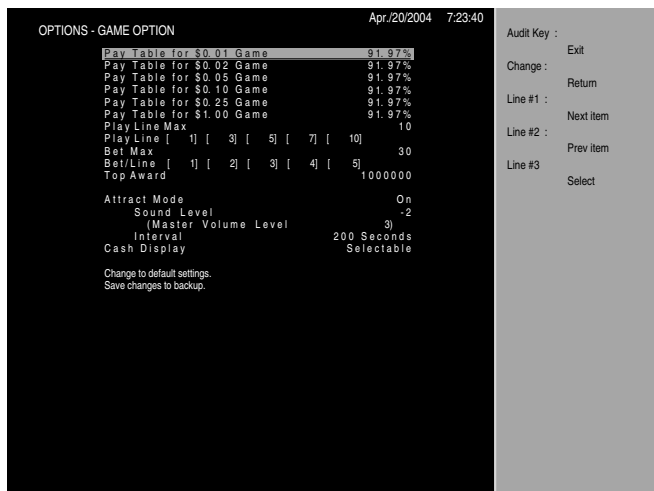 Apr./20/2004 7:23:40
OPTIONS - GAME OPTION
Pay Table for $0.01 Game 91.97%
Pay Table for $0.02 Game 91.97%
Pay Table for $0.05 Game 91.97%
Pay Table for $0.10 Game 91.97%
Pay Table for $0.25 Game 91.97%
Pay Table for $1.00 Game 91.97%
Play Line Max 10
Play Line [ 1] [ 3] [ 5] [ 7] [ 10]
Bet Max 30
Bet/Line [ 1] [ 2] [ 3] [ 4] [ 5]
Top Award 1000000
Attract Mode On
Sound Level -2
(Master Volume Level 3)
Interval 200 Seconds
Cash Display Selectable
Change to default settings.
Save changes to backup.
Audit Key :
Exit
Change :
Return
Line #1 :
Next item
Line #2 :
Prev item
Line #3
Select